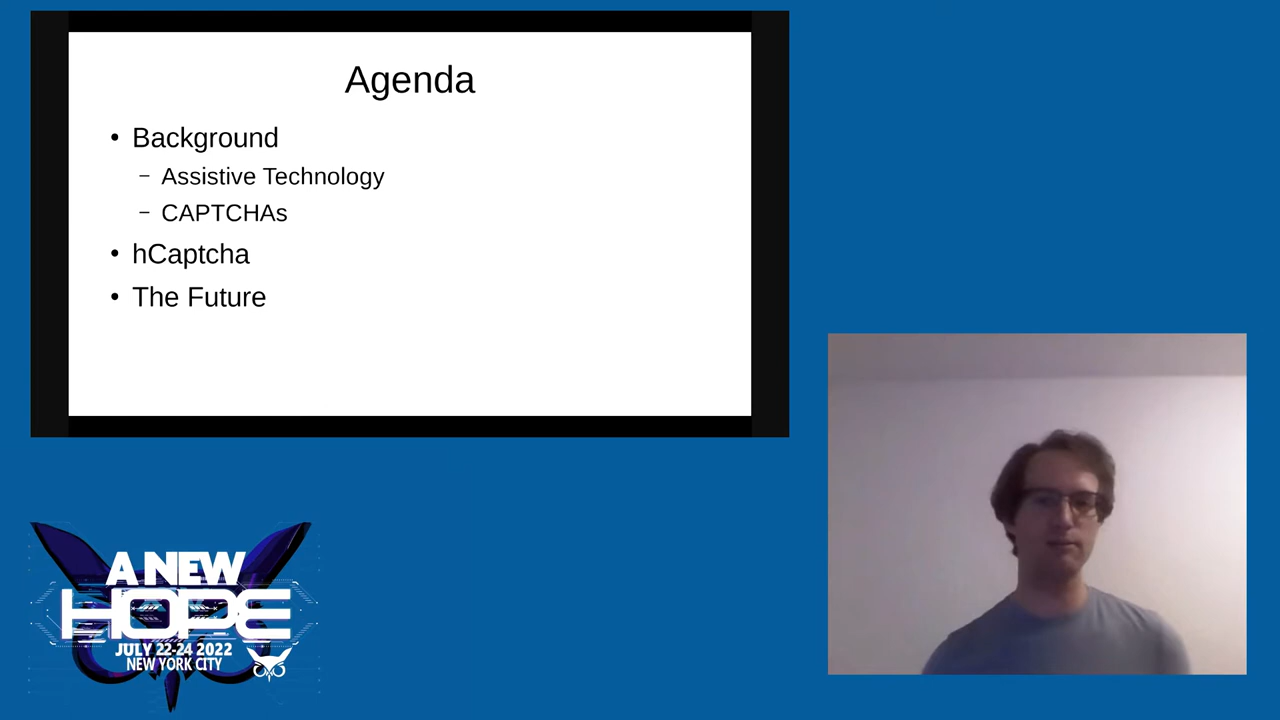 Agenda
• Background
– Assistive Technology
– CAPTCHAs
• hCaptcha
• The Future
A NEW
HOPE
JULY 22-24 2022
NEW YORK CITY